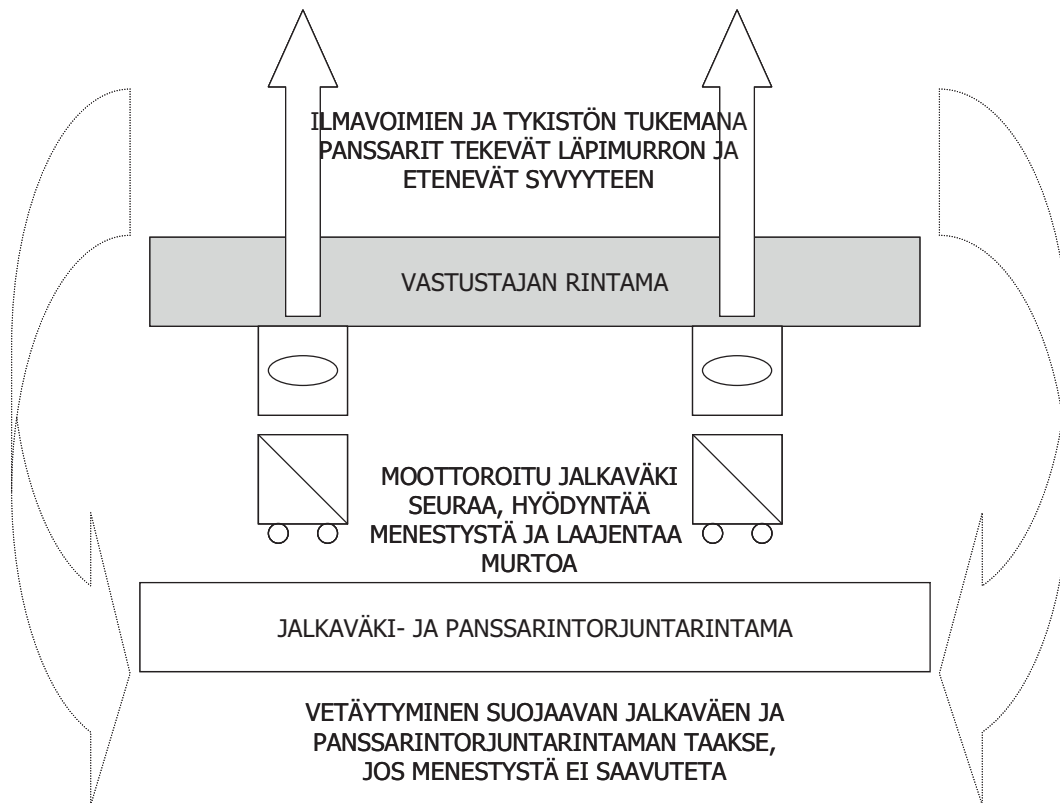 ILMAVOIMIEN JA TYKISTÖN TUKEMANA
PANSSARIT TEKEVÄT LÄPIMURRON JA
ETENEVÄT SYVYYTEEN
VASTUSTAJAN RINTAMA
MOOTTOROITU JALKAVÄKI
SEURAA, HYÖDYNTÄÄ
MENESTYSTÄ JA LAAJENTAA
MURTOA
JALKAVÄKI- JA PANSSARINTORJUNTARINTAMA
VETÄYTYMINEN SUOJAAVAN JALKAVÄEN JA
PANSSARINTORJUNTARINTAMAN TAAKSE,
JOS MENESTYSTÄ EI SAAVUTETA